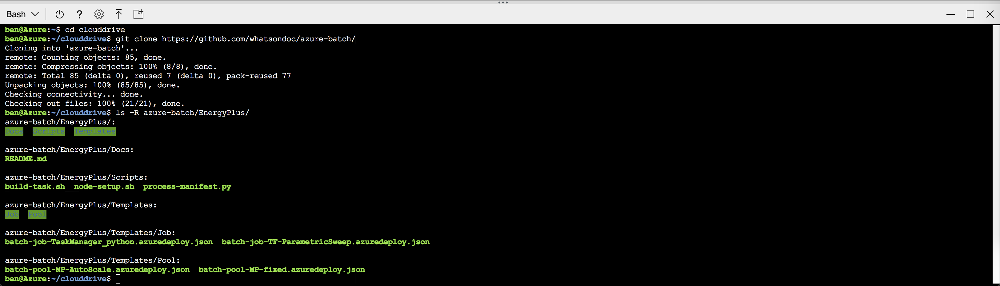 Bash
ben@Azure:~$ cd clouddrive
ben@Azure:~/clouddrive$ git clone https://github.com/whatsondoc/azure-batch/
Cloning into 'azure-batch'...
remote: Counting objects: 85, done.
remote: Compressing objects: 100% (8/8), done.
remote: Total 85 (delta 0), reused 7 (delta 0), pack-reused 77
Unpacking objects: 100% (85/85), done.
Checking connectivity... done.
Checking out files: 100% (21/21), done.
ben@Azure:~/clouddrive$ ls -R azure-batch/EnergyPlus/
azure-batch/EnergyPlus/:
Docs  Scripts  Templates
azure-batch/EnergyPlus/Docs:
README.md
azure-batch/EnergyPlus/Scripts:
build-task.sh  node-setup.sh  process-manifest.py
azure-batch/EnergyPlus/Templates:
Job  Pool
azure-batch/EnergyPlus/Templates/Job:
batch-job-TaskManager_python.azuredeploy.json  batch-job-TF-ParametricSweep.azuredeploy.json
azure-batch/EnergyPlus/Templates/Pool:
batch-pool-MP-AutoScale.azuredeploy.json  batch-pool-MP-fixed.azuredeploy.json
ben@Azure:~/clouddrive$